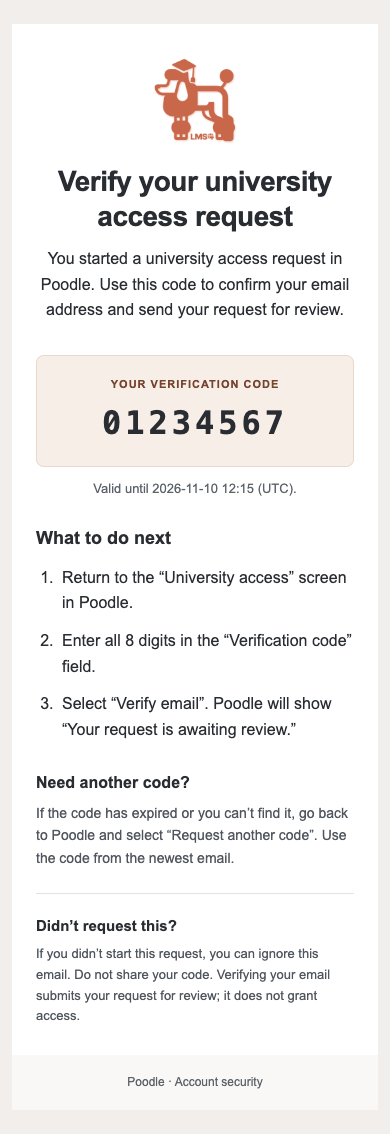 LMS
Verify your university
access request
You started a university access request in
Poodle. Use this code to confirm your email
address and send your request for review.
YOUR VERIFICATION CODE
01234567
Valid until 2026-11-10 12:15 (UTC).
What to do next
1. Return to the “University access” screen
in Poodle.
2. Enter all 8 digits in the “Verification code”
field.
3. Select “Verify email”. Poodle will show
“Your request is awaiting review.”
Need another code?
If the code has expired or you can’t find it, go back
to Poodle and select “Request another code”. Use
the code from the newest email.
Didn’t request this?
If you didn’t start this request, you can ignore this
email. Do not share your code. Verifying your email
submits your request for review; it does not grant
access.
Poodle · Account security